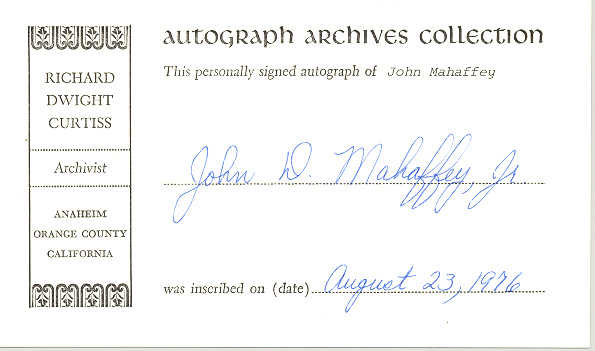 RICHARD
DWIGHT
CURTISS
Archivist
ANAHEIM
ORANGE COUNTY
CALIFORNIA
AUTOGRAPH ARCHIVES COLLECTION
This personally signed autograph of John Mahaffey
John D. Mahaffey, Jr
was inscribed on (date) August 23, 1976